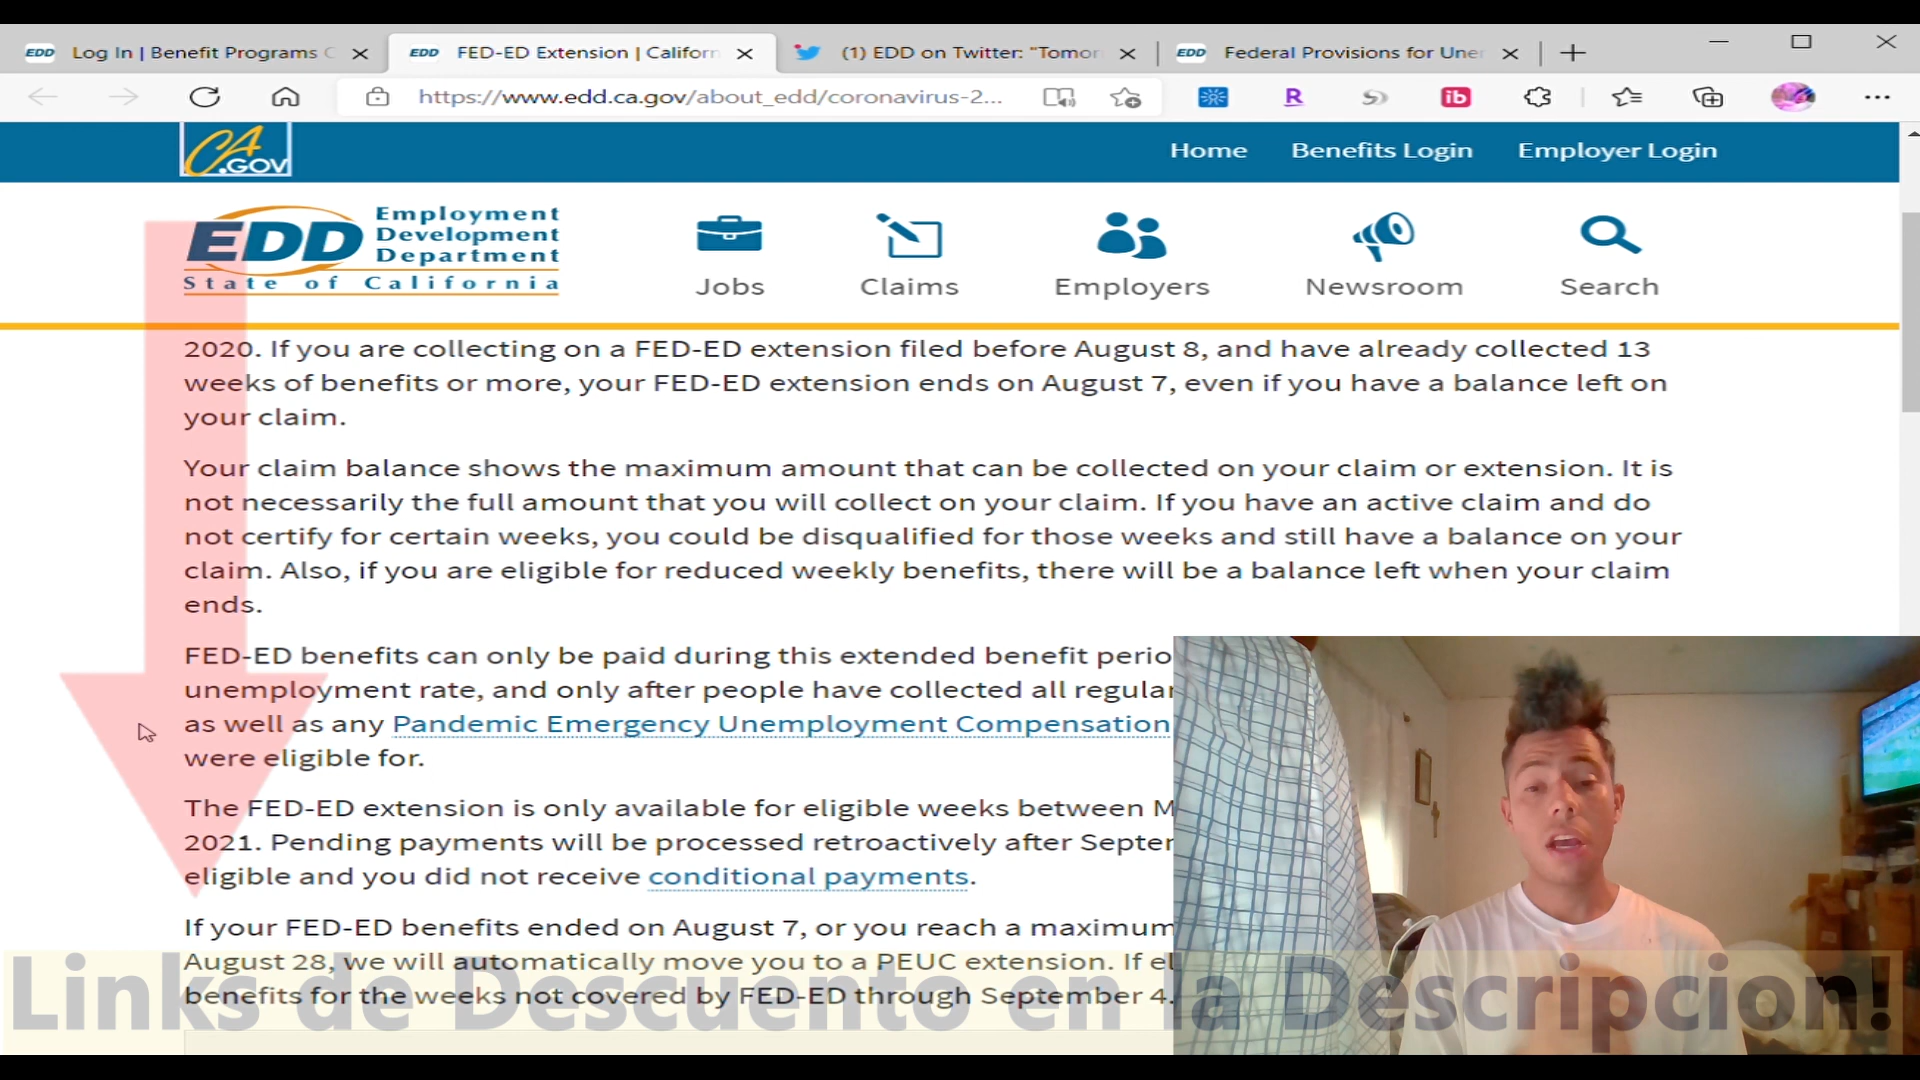 EDD Log In | Benefit Programs
EDD FED-ED Extension | Californ
(1) EDD on Twitter: "Tomor
EDD Federal Provisions for Une
https://www.edd.ca.gov/about_edd/coronavirus-2...
R
ib
CA.GOV
Home
Benefits Login
Employer Login
EDD
Employment
Development
Department
State of California
Jobs
Claims
Employers
Newsroom
Search
2020. If you are collecting on a FED-ED extension filed before August 8, and have already collected 13
weeks of benefits or more, your FED-ED extension ends on August 7, even if you have a balance left on
your claim.
Your claim balance shows the maximum amount that can be collected on your claim or extension. It is
not necessarily the full amount that you will collect on your claim. If you have an active claim and do
not certify for certain weeks, you could be disqualified for those weeks and still have a balance on your
claim. Also, if you are eligible for reduced weekly benefits, there will be a balance left when your claim
ends.
FED-ED benefits can only be paid during this extended benefit perio
unemployment rate, and only after people have collected all regular
as well as any Pandemic Emergency Unemployment Compensation
were eligible for.
The FED-ED extension is only available for eligible weeks between M
2021. Pending payments will be processed retroactively after Septem
eligible and you did not receive conditional payments.
If your FED-ED benefits ended on August 7, or you reach a maximum
August 28, we will automatically move you to a PEUC extension. If el
benefits for the weeks not covered by FED-ED through September 4.
Links de Descuento en la Descripcion!